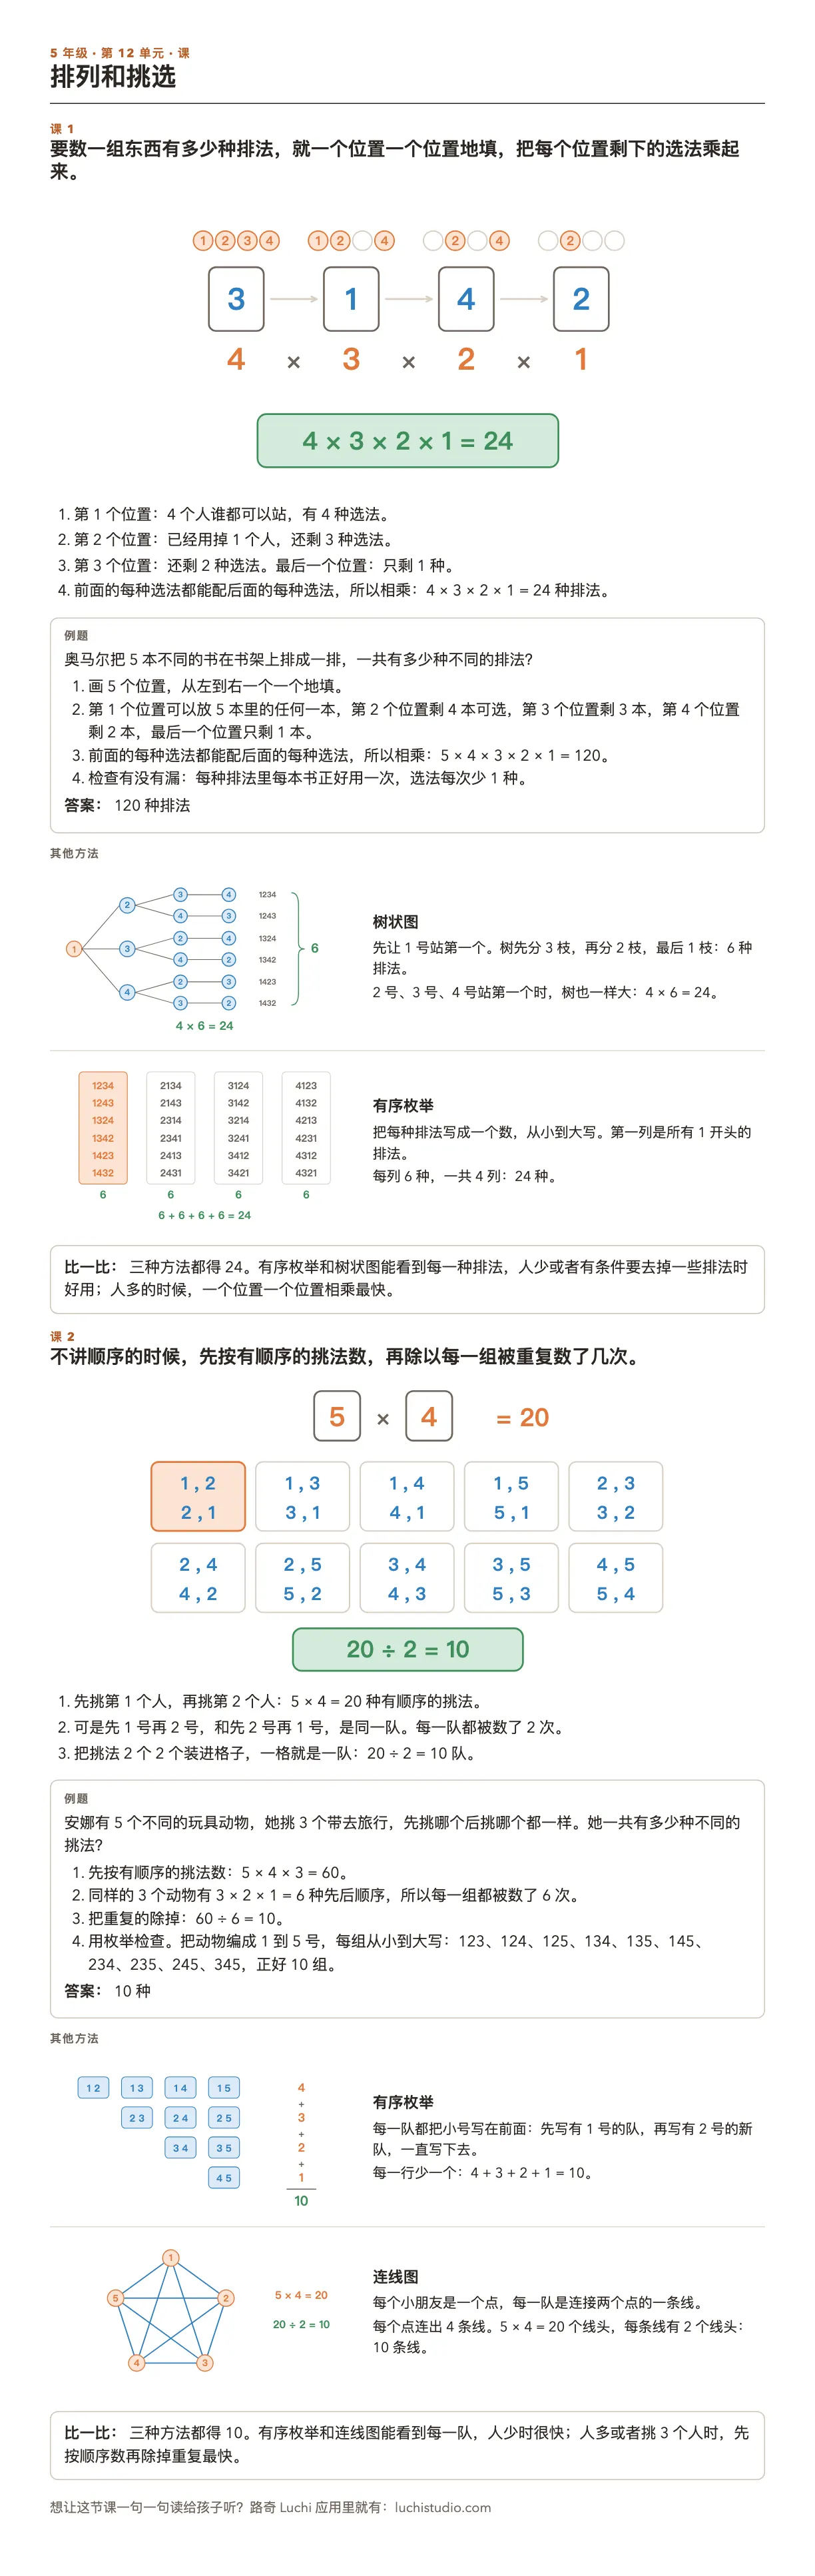 5 年级 · 第 12 单元 · 课
排列和挑选
课 1
要数一组东西有多少种排法，就一个位置一个位置地填，把每个位置剩下的选法乘起
来。
1 2 3 4 1 2 4 2 4 2
3 1 4 2
4 × 3 × 2 × 1
4 × 3 × 2 × 1 = 24
1. 第 1 个位置：4 个人谁都可以站，有 4 种选法。
2. 第 2 个位置：已经用掉 1 个人，还剩 3 种选法。
3. 第 3 个位置：还剩 2 种选法。最后一个位置：只剩 1 种。
4. 前面的每种选法都能配后面的每种选法，所以相乘：4 × 3 × 2 × 1 = 24 种排法。
例题
奥马尔把 5 本不同的书在书架上排成一排，一共有多少种不同的排法？
1. 画 5 个位置，从左到右一个一个地填。
2. 第 1 个位置可以放 5 本里的任何一本，第 2 个位置剩 4 本可选，第 3 个位置剩 3 本，第 4 个位置
剩 2 本，最后一个位置只剩 1 本。
3. 前面的每种选法都能配后面的每种选法，所以相乘：5 × 4 × 3 × 2 × 1 = 120。
4. 检查有没有漏：每种排法里每本书正好用一次，选法每次少 1 种。
答案： 120 种排法
其他方法
1
2 3 4 1234
4 3 1243
3 2 4 1324
4 2 1342
4 2 3 1423
3 2 1432
6
4 × 6 = 24
树状图
先让 1 号站第一个。树先分 3 枝，再分 2 枝，最后 1 枝：6 种
排法。
2 号、3 号、4 号站第一个时，树也一样大：4 × 6 = 24。
1234 2134 3124 4123
1243 2143 3142 4132
1324 2314 3214 4213
1342 2341 3241 4231
1423 2413 3412 4312
1432 2431 3421 4321
6 6 6 6
6 + 6 + 6 + 6 = 24
有序枚举
把每种排法写成一个数，从小到大写。第一列是所有 1 开头的
排法。
每列 6 种，一共 4 列：24 种。
比一比： 三种方法都得 24。有序枚举和树状图能看到每一种排法，人少或者有条件要去掉一些排法时
好用；人多的时候，一个位置一个位置相乘最快。
课 2
不讲顺序的时候，先按有顺序的挑法数，再除以每一组被重复数了几次。
5 × 4 = 20
1 , 2 1 , 3 1 , 4 1 , 5 2 , 3
2 , 1 3 , 1 4 , 1 5 , 1 3 , 2
2 , 4 2 , 5 3 , 4 3 , 5 4 , 5
4 , 2 5 , 2 4 , 3 5 , 3 5 , 4
20 ÷ 2 = 10
1. 先挑第 1 个人，再挑第 2 个人：5 × 4 = 20 种有顺序的挑法。
2. 可是先 1 号再 2 号，和先 2 号再 1 号，是同一队。每一队都被数了 2 次。
3. 把挑法 2 个 2 个装进格子，一格就是一队：20 ÷ 2 = 10 队。
例题
安娜有 5 个不同的玩具动物，她挑 3 个带去旅行，先挑哪个后挑哪个都一样。她一共有多少种不同的
挑法？
1. 先按有顺序的挑法数：5 × 4 × 3 = 60。
2. 同样的 3 个动物有 3 × 2 × 1 = 6 种先后顺序，所以每一组都被数了 6 次。
3. 把重复的除掉：60 ÷ 6 = 10。
4. 用枚举检查。把动物编成 1 到 5 号，每组从小到大写：123、124、125、134、135、145、
234、235、245、345，正好 10 组。
答案： 10 种
其他方法
1 2 1 3 1 4 1 5
2 3 2 4 2 5
3 4 3 5
4 5
4
+
3
+
2
+
1
10
有序枚举
每一队都把小号写在前面：先写有 1 号的队，再写有 2 号的新
队，一直写下去。
每一行少一个：4 + 3 + 2 + 1 = 10。
1
5 2
4 3
5 × 4 = 20
20 ÷ 2 = 10
连线图
每个小朋友是一个点，每一队是连接两个点的一条线。
每个点连出 4 条线。5 × 4 = 20 个线头，每条线有 2 个线头：
10 条线。
比一比： 三种方法都得 10。有序枚举和连线图能看到每一队，人少时很快；人多或者挑 3 个人时，先
按顺序数再除掉重复最快。
想让这节课一句一句读给孩子听？路奇 Luchi 应用里就有：luchistudio.com